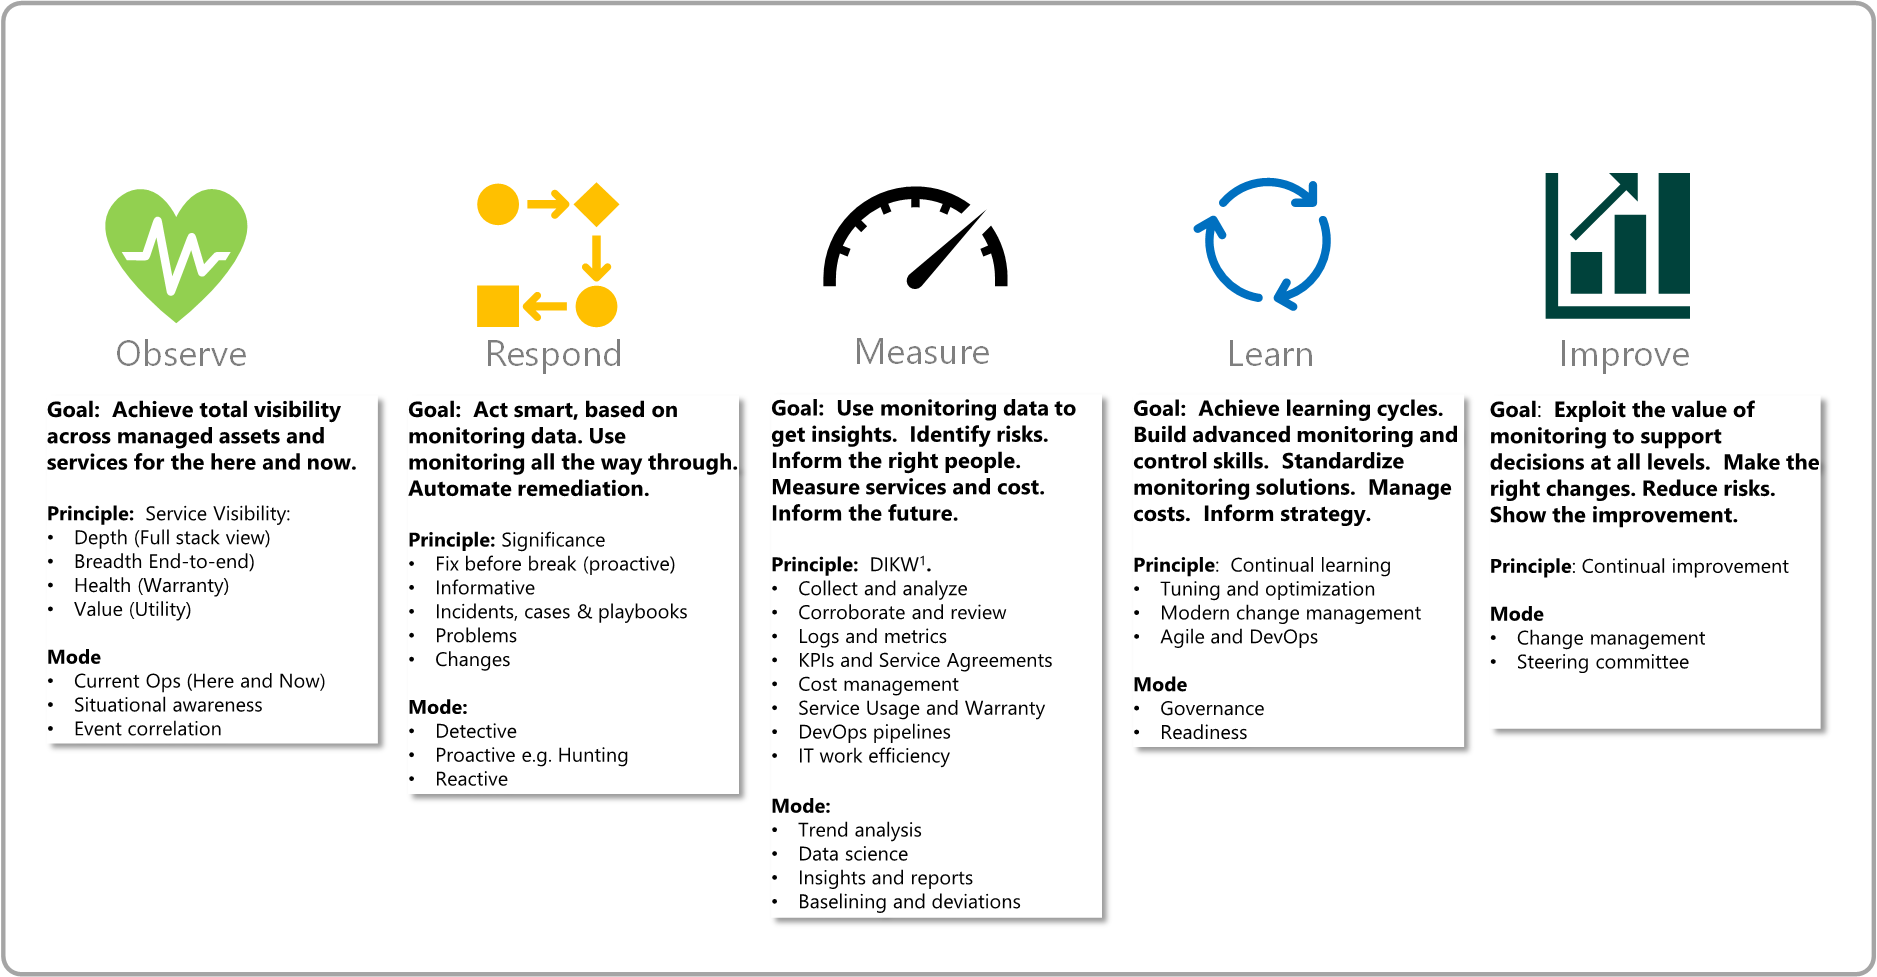 Observe
Goal:  Achieve total visibility
across managed assets and
services for the here and now.
Principle:  Service Visibility:
• Depth (Full stack view)
• Breadth End-to-end)
• Health (Warranty)
• Value (Utility)
Mode
• Current Ops (Here and Now)
• Situational awareness
• Event correlation
Respond
Goal:  Act smart, based on
monitoring data. Use
monitoring all the way through.
Automate remediation.
Principle: Significance
• Fix before break (proactive)
• Informative
• Incidents, cases & playbooks
• Problems
• Changes
Mode:
• Detective
• Proactive e.g. Hunting
• Reactive
Measure
Goal:  Use monitoring data to
get insights.  Identify risks.
Inform the right people.
Measure services and cost.
Inform the future.
Principle:  DIKW¹.
• Collect and analyze
• Corroborate and review
• Logs and metrics
• KPIs and Service Agreements
• Cost management
• Service Usage and Warranty
• DevOps pipelines
• IT work efficiency
Mode:
• Trend analysis
• Data science
• Insights and reports
• Baselining and deviations
Learn
Goal:  Achieve learning cycles.
Build advanced monitoring and
control skills.  Standardize
monitoring solutions.  Manage
costs.  Inform strategy.
Principle:  Continual learning
• Tuning and optimization
• Modern change management
• Agile and DevOps
Mode
• Governance
• Readiness
Improve
Goal:  Exploit the value of
monitoring to support
decisions at all levels.  Make the
right changes. Reduce risks.
Show the improvement.
Principle: Continual improvement
Mode
• Change management
• Steering committee